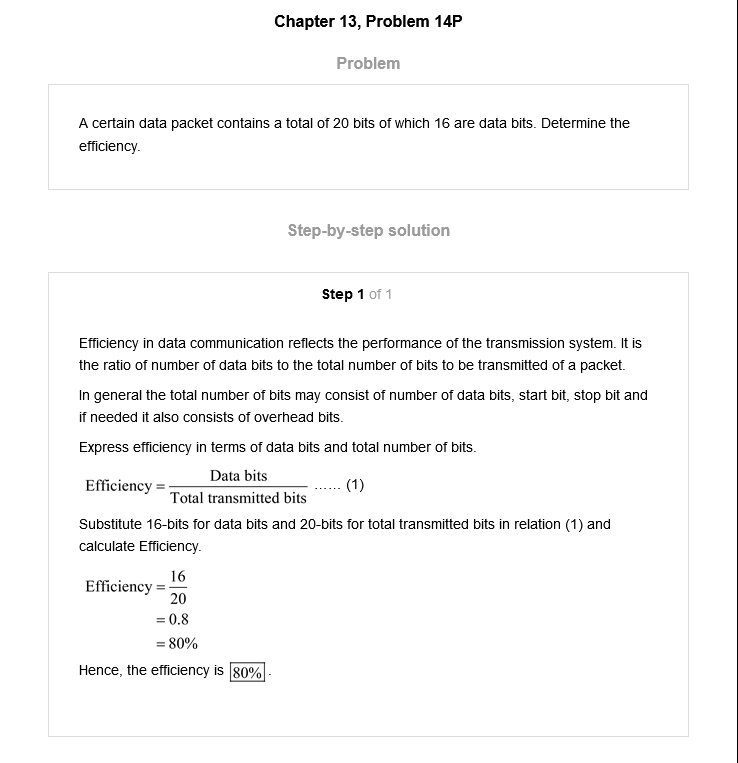 Chapter 13, Problem 14P
Problem
A certain data packet contains a total of 20 bits of which 16 are data bits. Determine the
efficiency.
Step-by-step solution
Step 1 of 1
Efficiency in data communication reflects the performance of the transmission system. It is
the ratio of number of data bits to the total number of bits to be transmitted of a packet.
In general the total number of bits may consist of number of data bits, start bit, stop bit and
if needed it also consists of overhead bits.
Express efficiency in terms of data bits and total number of bits.
Data bits
Efficiency = ...... (1)
Total transmitted bits
Substitute 16-bits for data bits and 20-bits for total transmitted bits in relation (1) and
calculate Efficiency.
16
Efficiency =
20
= 0.8
= 80%
Hence, the efficiency is 80% .